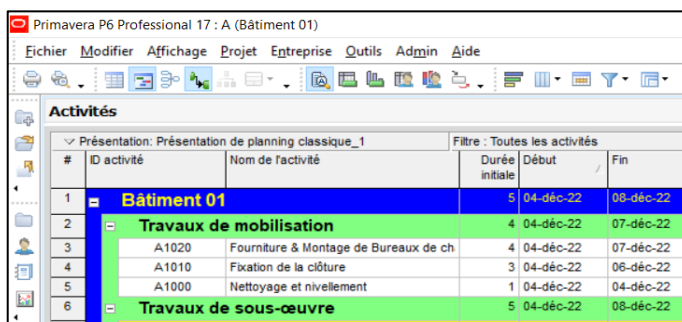 Primavera P6 Professional 17 : A (Bâtiment 01)
Fichier Modifier Affichage Projet Entreprise Outils Admin Aide
Activités
Présentation: Présentation de planning classique_1 Filtre : Toutes les activités
# ID activité Nom de l'activité Durée initiale Début Fin
1 Bâtiment 01 5 04-déc-22 08-déc-22
2 Travaux de mobilisation 4 04-déc-22 07-déc-22
3 A1020 Fourniture & Montage de Bureaux de ch 4 04-déc-22 07-déc-22
4 A1010 Fixation de la clôture 3 04-déc-22 06-déc-22
5 A1000 Nettoyage et nivellement 1 04-déc-22 04-déc-22
6 Travaux de sous-œuvre 5 04-déc-22 08-déc-22